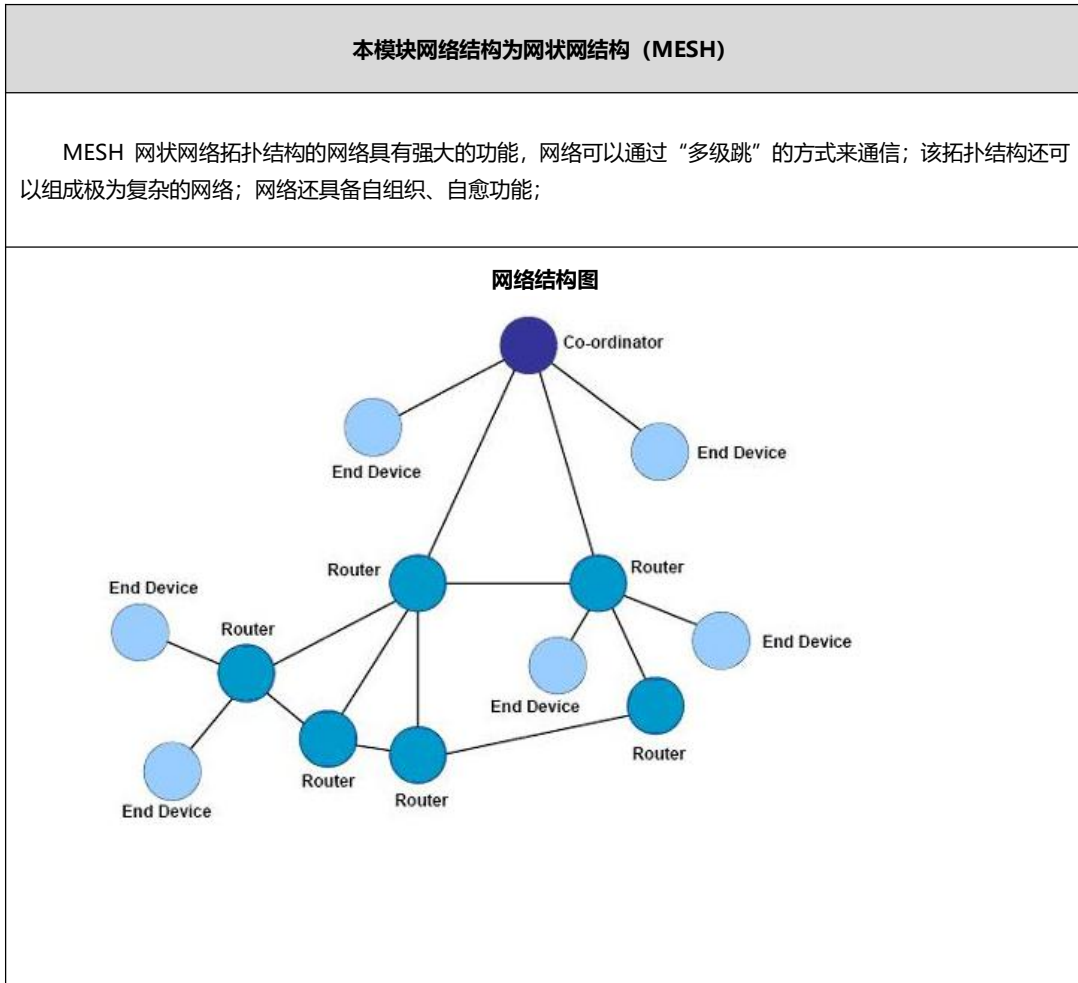 本模块网络结构为网状网结构（MESH）
MESH 网状网络拓扑结构的网络具有强大的功能，网络可以通过“多级跳”的方式来通信；该拓扑结构还可
以组成极为复杂的网络；网络还具备自组织、自愈功能；
网络结构图
Co-ordinator
End Device
End Device
Router
Router
End Device
Router
End Device
End Device
Router
Router
Router
End Device